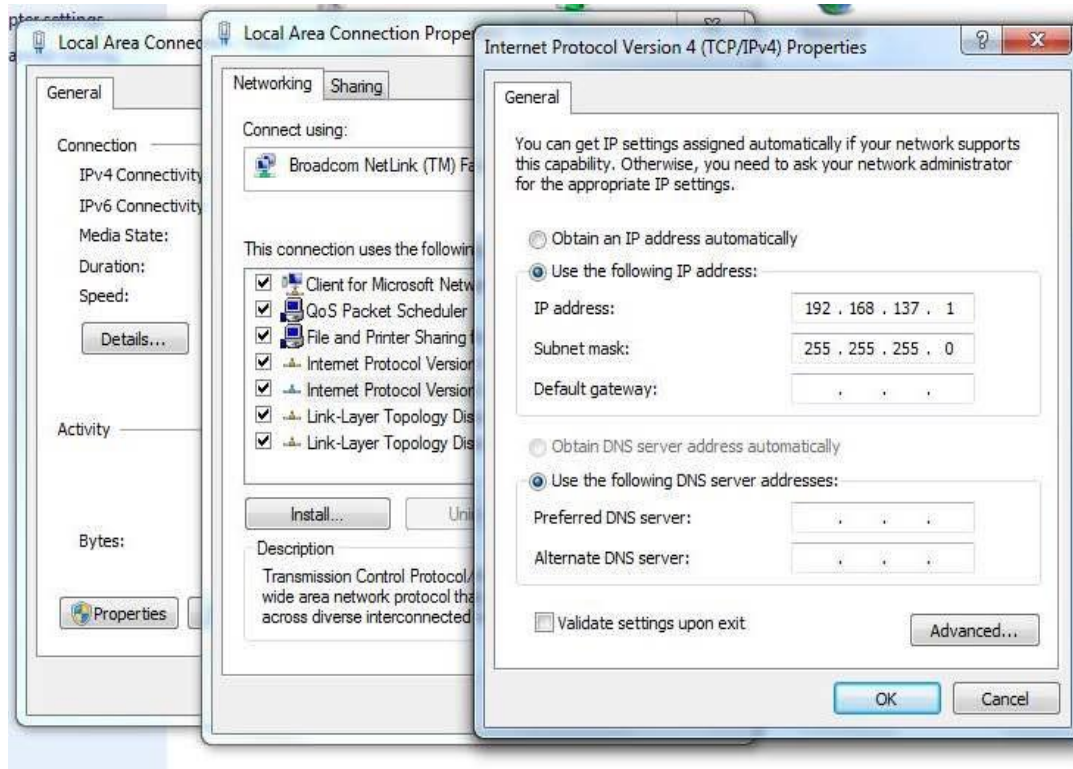 pter settings
Local Area Connec
General
Connection
IPv4 Connectivity
IPv6 Connectivity
Media State:
Duration:
Speed:
Details...
Activity
Bytes:
Properties
Local Area Connection Prope
Networking
Sharing
Connect using:
Broadcom NetLink (TM) Fa
This connection uses the followin
Client for Microsoft Netw
QoS Packet Scheduler
File and Printer Sharing f
Internet Protocol Version
Internet Protocol Version
Link-Layer Topology Dis
Link-Layer Topology Dis
Install...
Uni
Description
Transmission Control Protocol/
wide area network protocol tha
across diverse interconnected
Internet Protocol Version 4 (TCP/IPv4) Properties
General
You can get IP settings assigned automatically if your network supports
this capability. Otherwise, you need to ask your network administrator
for the appropriate IP settings.
Obtain an IP address automatically
Use the following IP address:
IP address: 192 . 168 . 137 . 1
Subnet mask: 255 . 255 . 255 . 0
Default gateway: . . .
Obtain DNS server address automatically
Use the following DNS server addresses:
Preferred DNS server: . . .
Alternate DNS server: . . .
Validate settings upon exit
Advanced...
OK
Cancel